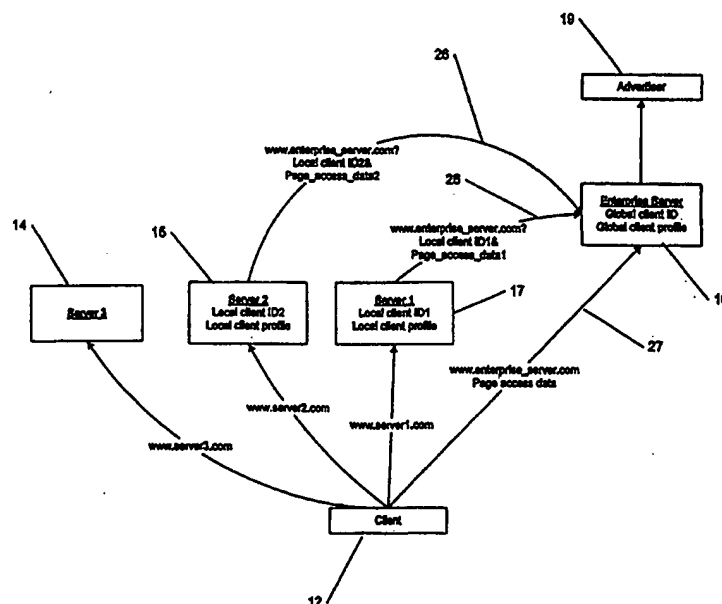 19
26
Advertiser
www.enterprise_server.com?
Local client ID2&
Page_access_data2
28
Enterprise Server
Global client ID
Global client profile
www.enterprise_server.com?
Local client ID1&
Page_access_data1
14
15
Server 3
Server 2
Local client ID2
Local client profile
Server 1
Local client ID1
Local client profile
17
27
www.enterprise_server.com
Page access data
www.server3.com
www.server2.com
www.server1.com
Client
12